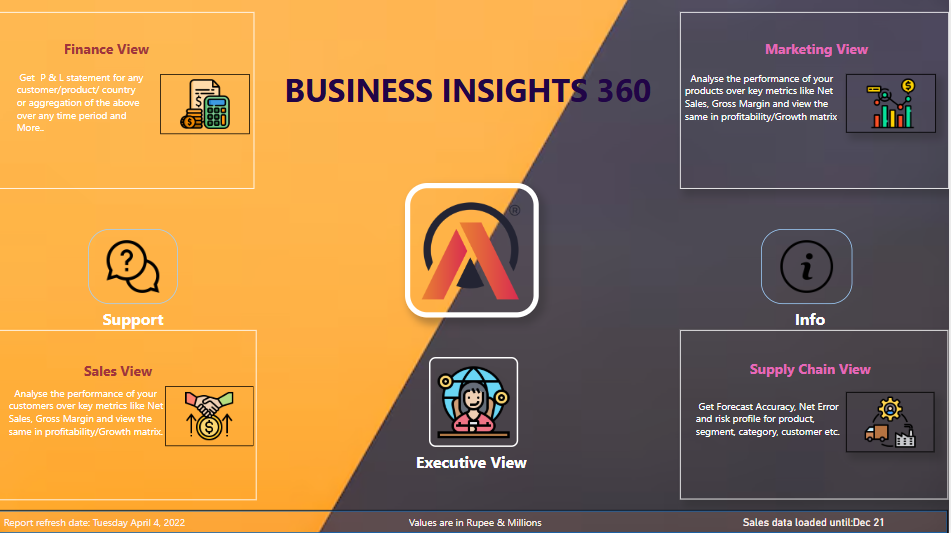 Finance View
Get P & L statement for any
customer/product/ country
or aggregation of the above
over any time period and
More..
BUSINESS INSIGHTS 360
Marketing View
Analyse the performance of your
products over key metrics like Net
Sales, Gross Margin and view the
same in profitability/Growth matrix
®
Support
Info
Sales View
Analyse the performance of your
customers over key metrics like Net
Sales, Gross Margin and view the
same in profitability/Growth matrix.
Executive View
Supply Chain View
Get Forecast Accuracy, Net Error
and risk profile for product,
segment, category, customer etc.
Report refresh date: Tuesday April 4, 2022
Values are in Rupee & Millions
Sales data loaded until:Dec 21